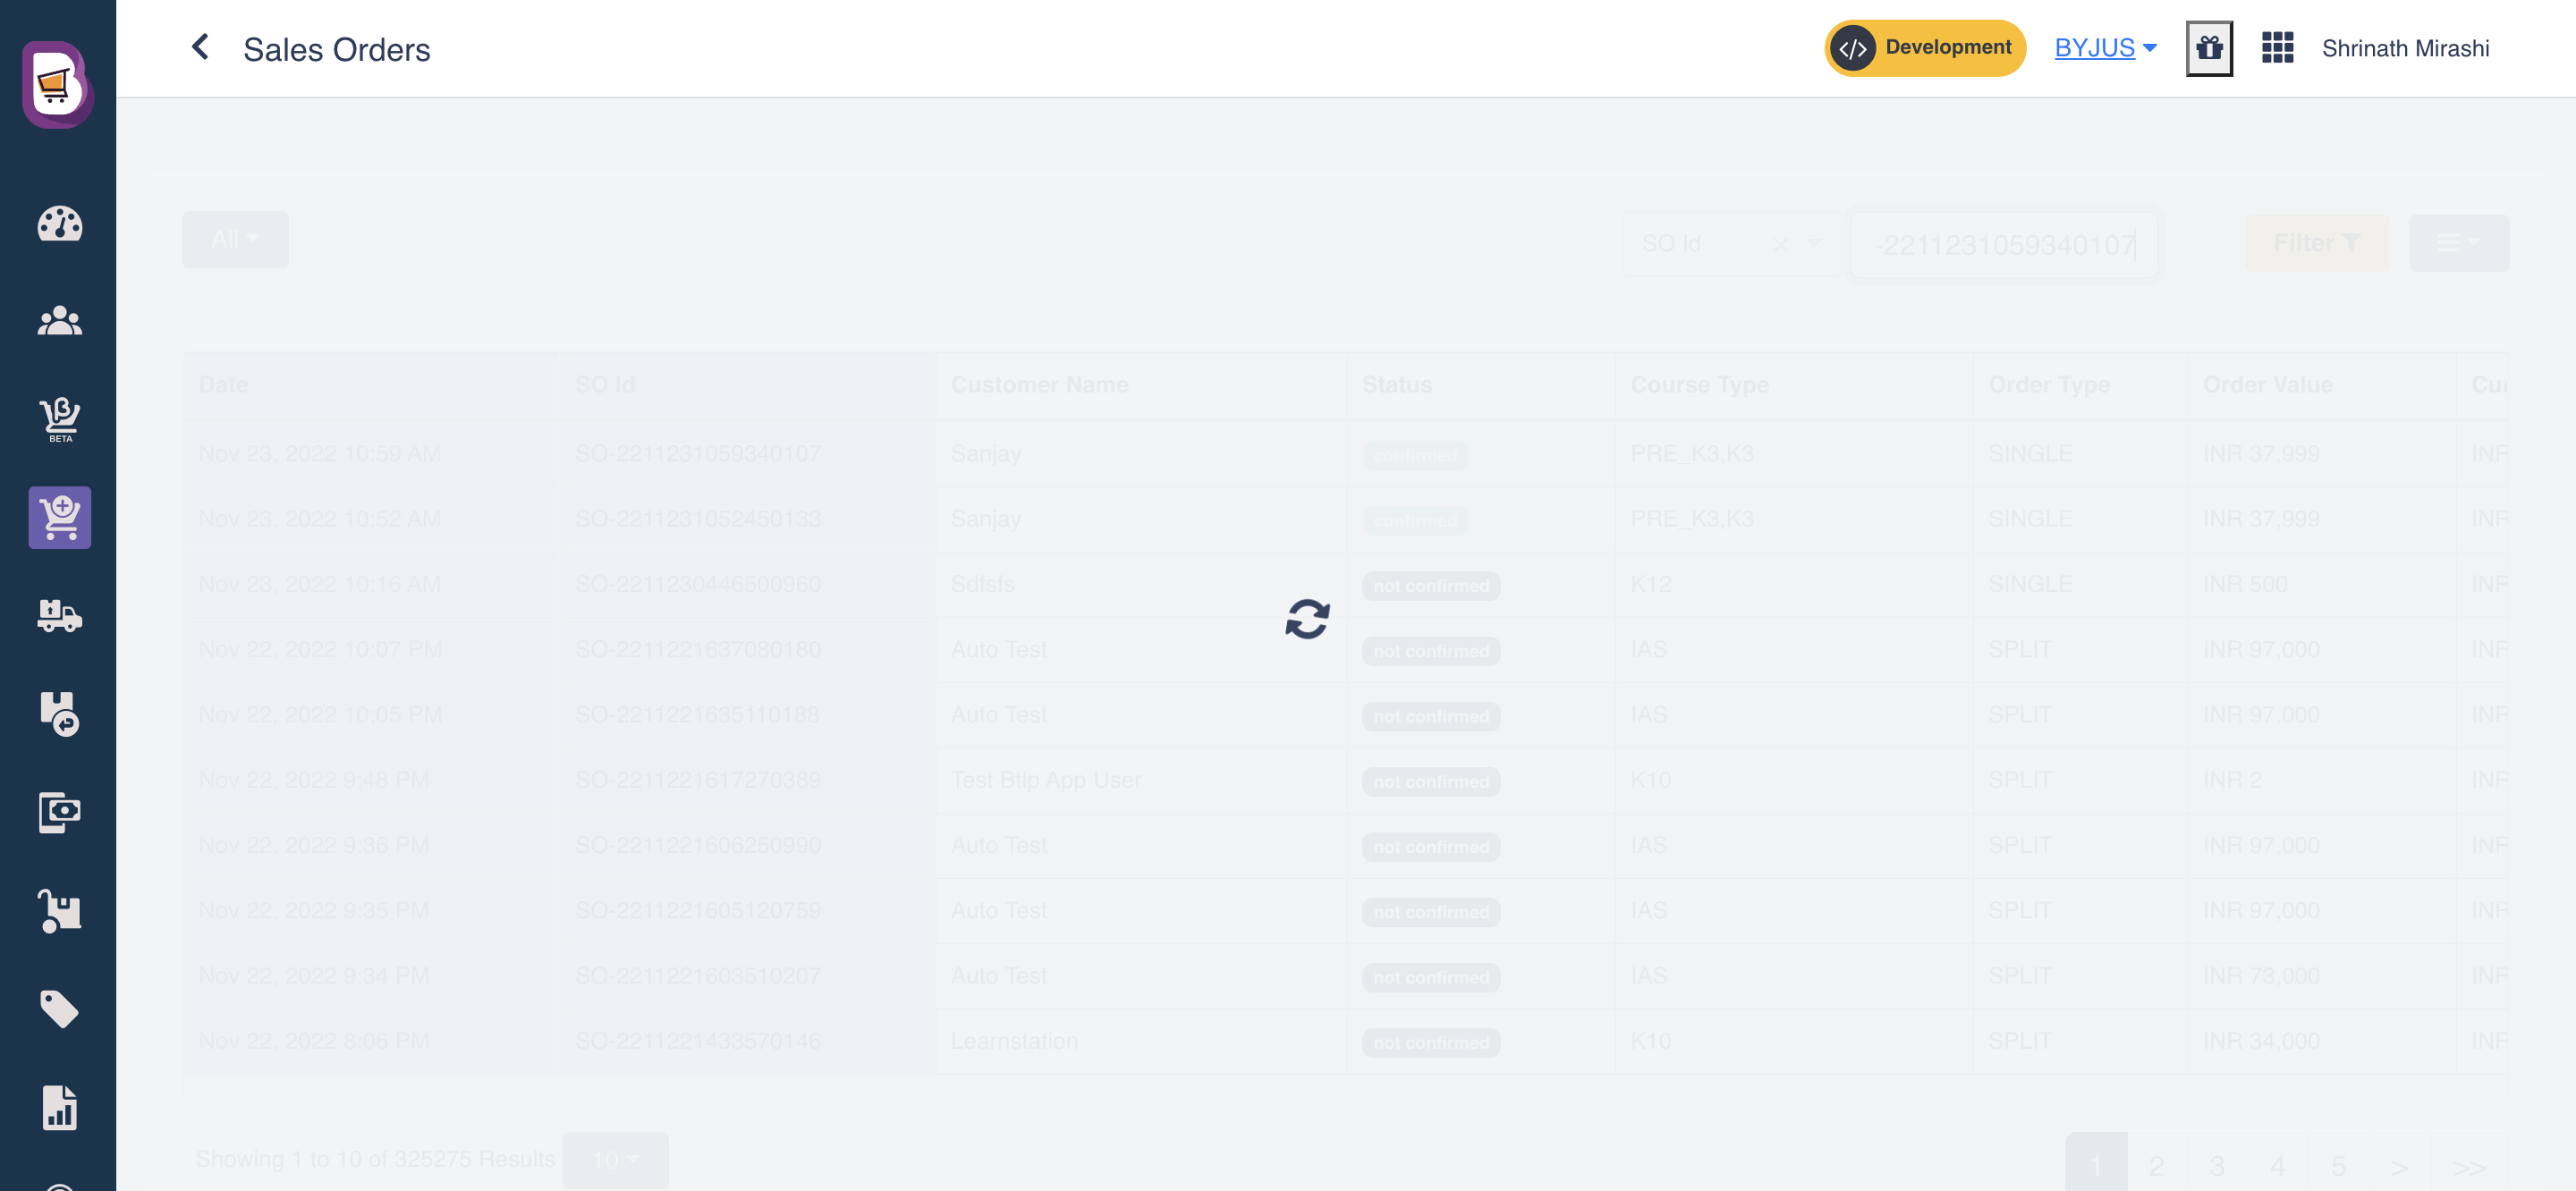 Sales Orders
Development
BYJUS
Shrinath Mirashi
BETA
All
SO Id
-2211231059340107
Filter
Date SO Id Customer Name Status Course Type Order Type Order Value Cur
Nov 23, 2022 10:59 AM SO-2211231059340107 Sanjay confirmed PRE_K3,K3 SINGLE INR 37,999 INR
Nov 23, 2022 10:52 AM SO-2211231052450133 Sanjay confirmed PRE_K3,K3 SINGLE INR 37,999 INR
Nov 23, 2022 10:16 AM SO-2211230446500960 Sdfsfs not confirmed K12 SINGLE INR 500 INR
Nov 22, 2022 10:07 PM SO-2211221637080180 Auto Test not confirmed IAS SPLIT INR 97,000 INR
Nov 22, 2022 10:05 PM SO-2211221635110188 Auto Test not confirmed IAS SPLIT INR 97,000 INR
Nov 22, 2022 9:48 PM SO-2211221617270389 Test Btlp App User not confirmed K10 SPLIT INR 2 INR
Nov 22, 2022 9:36 PM SO-2211221606250990 Auto Test not confirmed IAS SPLIT INR 97,000 INR
Nov 22, 2022 9:35 PM SO-2211221605120759 Auto Test not confirmed IAS SPLIT INR 97,000 INR
Nov 22, 2022 9:34 PM SO-2211221603510207 Auto Test not confirmed IAS SPLIT INR 73,000 INR
Nov 22, 2022 8:06 PM SO-2211221433570146 Learnstation not confirmed K10 SPLIT INR 34,000 INR
Showing 1 to 10 of 325275 Results 10
1 2 3 4 5 > >>